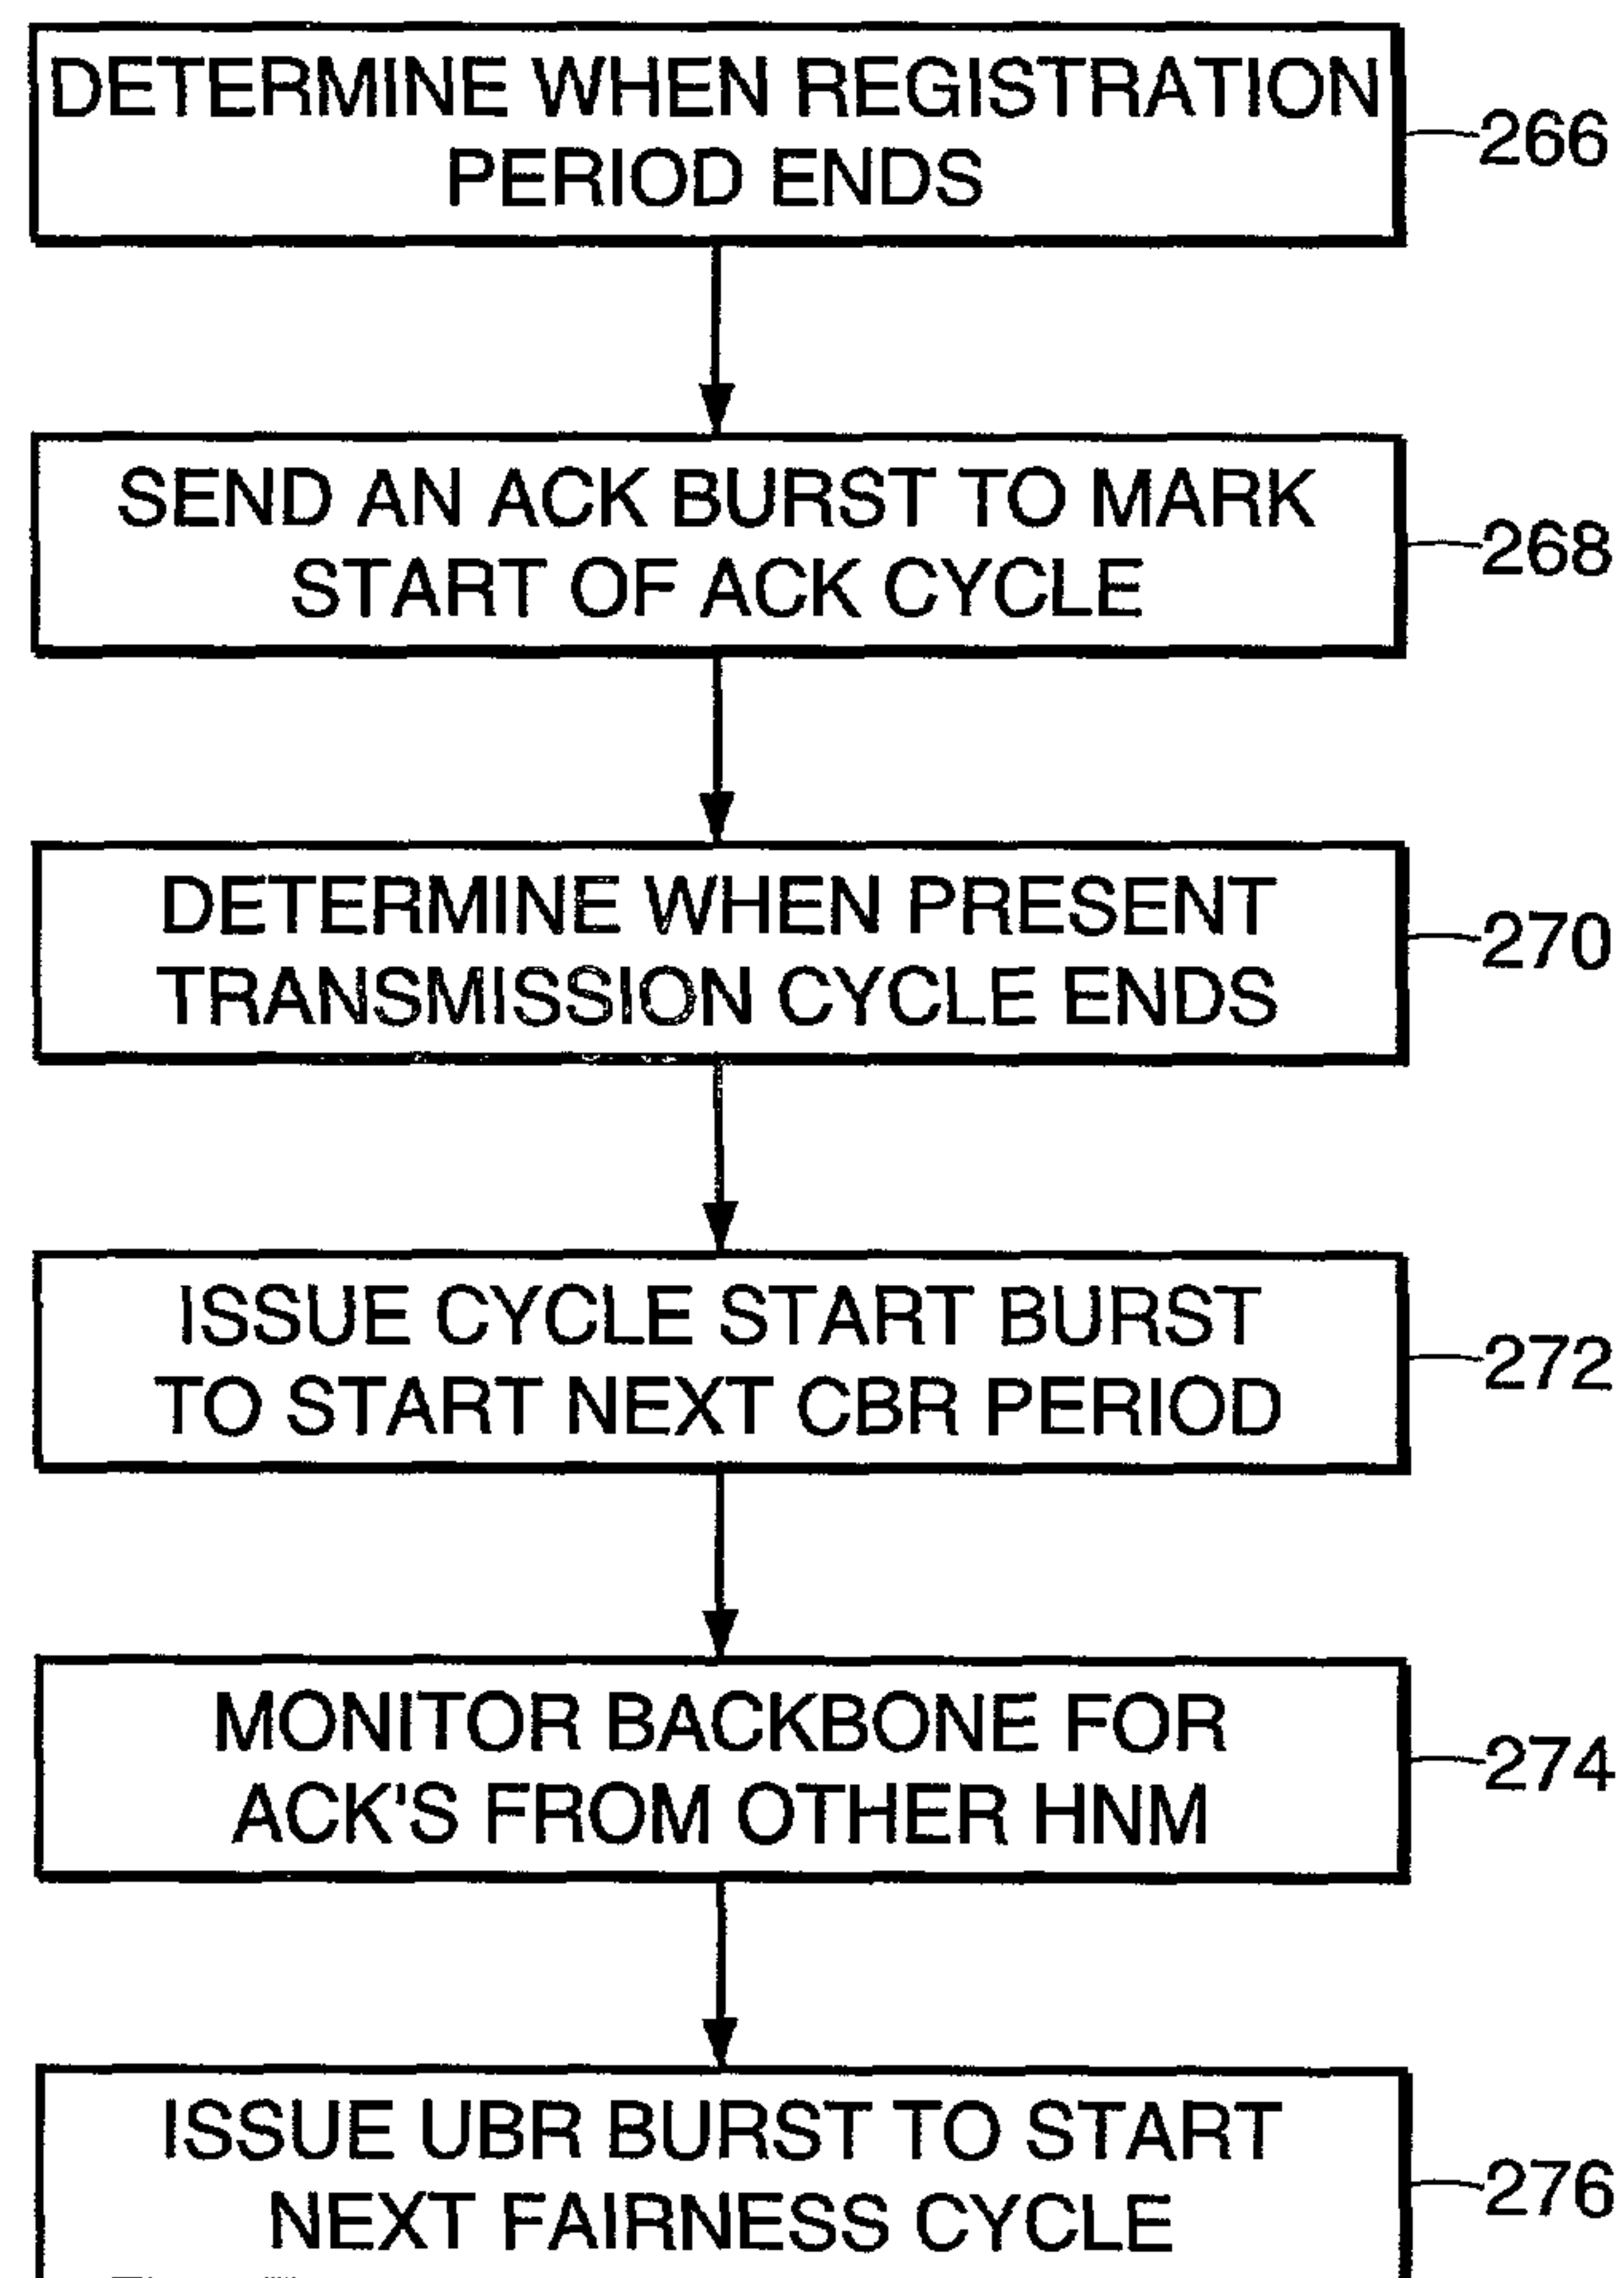 DETERMINE WHEN REGISTRATION
PERIOD ENDS
266
SEND AN ACK BURST TO MARK
START OF ACK CYCLE
268
DETERMINE WHEN PRESENT
TRANSMISSION CYCLE ENDS
270
ISSUE CYCLE START BURST
TO START NEXT CBR PERIOD
272
MONITOR BACKBONE FOR
ACK'S FROM OTHER HNM
274
ISSUE UBR BURST TO START
NEXT FAIRNESS CYCLE
276